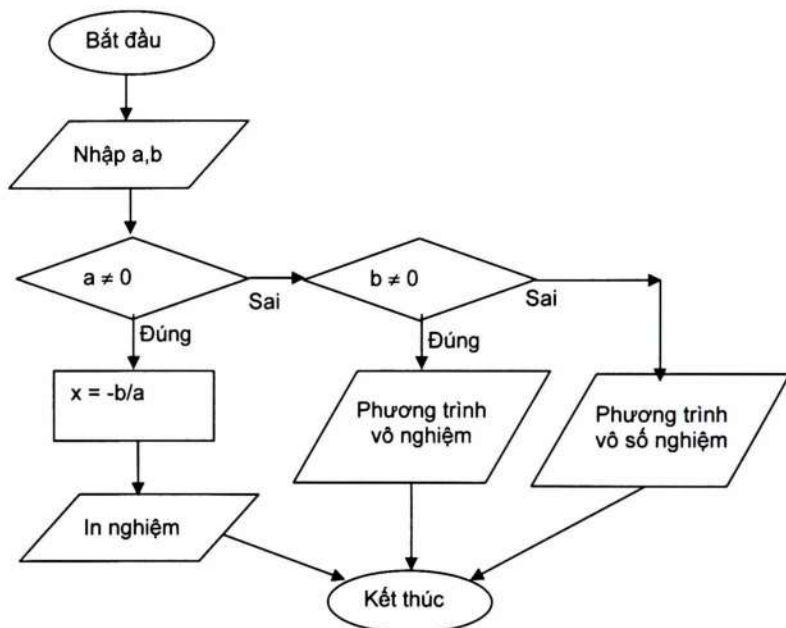 Bắt đầu
Nhập a,b
a ≠ 0
Sai
b ≠ 0
Sai
Đúng
Đúng
x = -b/a
Phương trình
vô nghiệm
Phương trình
vô số nghiệm
In nghiệm
Kết thúc